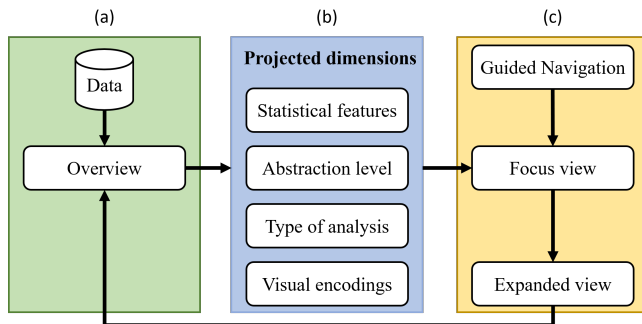 (a)
(b)
(c)
Data
Overview
Projected dimensions
Statistical features
Abstraction level
Type of analysis
Visual encodings
Guided Navigation
Focus view
Expanded view